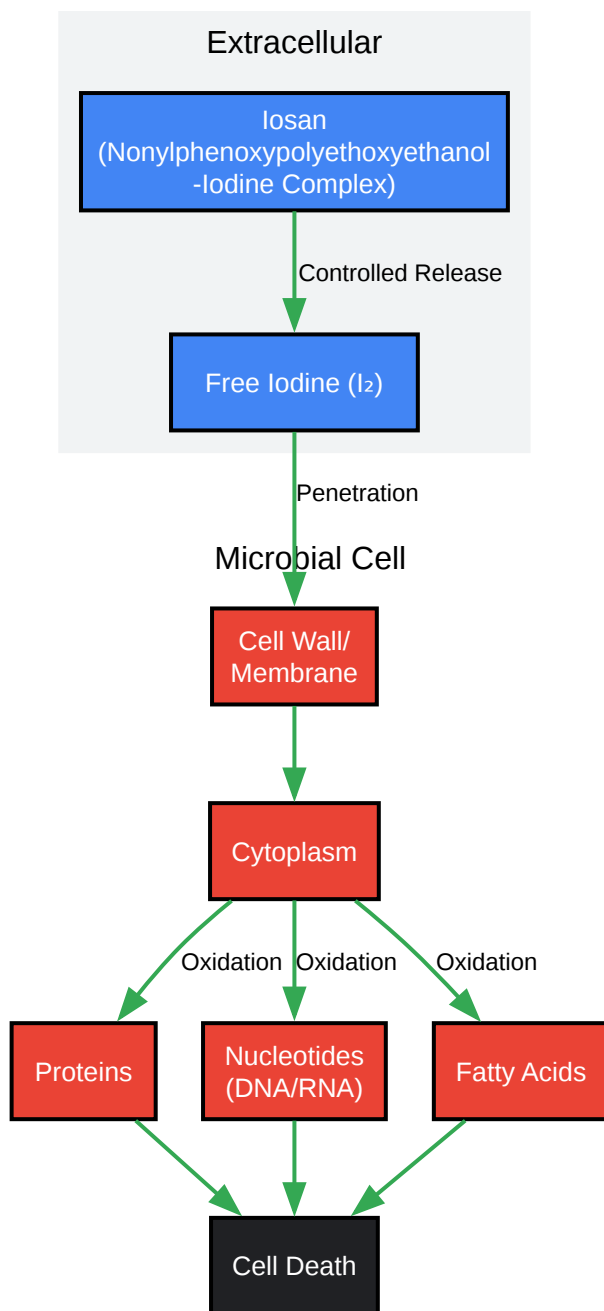 Extracellular
Iosan
(Nonylphenoxypolyethoxyethanol
-Iodine Complex)
Controlled Release
Free Iodine (I₂)
Penetration
Microbial Cell
Cell Wall/
Membrane
Cytoplasm
Oxidation
Oxidation
Oxidation
Proteins
Nucleotides
(DNA/RNA)
Fatty Acids
Cell Death